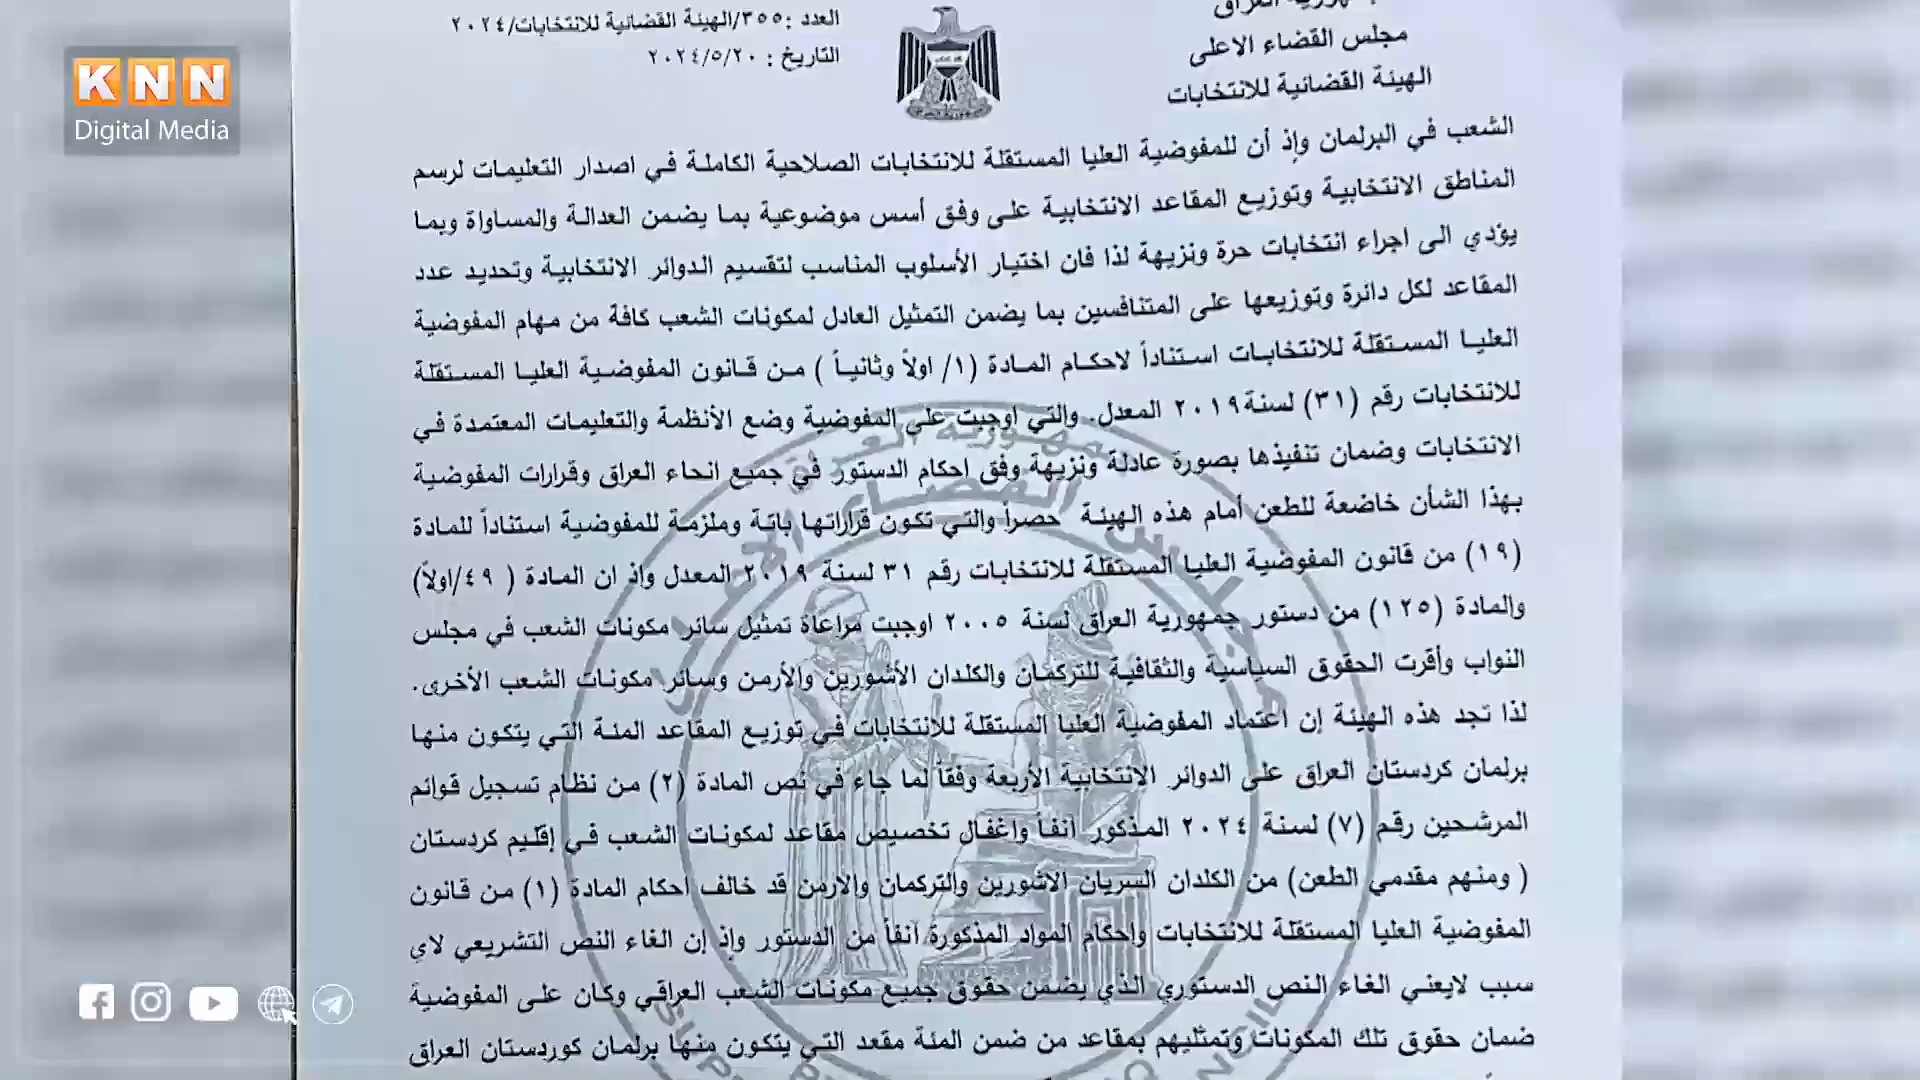 KNN
Digital Media
جمهورية العراق
مجلس القضاء الاعلى
الهيئة القضائية للانتخابات
العدد :٣٥٥/الهيئة القضائية للانتخابات/٢٠٢٤
التاريخ : ٢٠٢٤/٥/٢٠
الشعب في البرلمان وإذ أن للمفوضية العليا المستقلة للانتخابات الصلاحية الكاملة في اصدار التعليمات لرسم
المناطق الانتخابية وتوزيع المقاعد الانتخابية على وفق أسس موضوعية بما يضمن العدالة والمساواة وبما
يؤدي الى اجراء انتخابات حرة ونزيهة لذا فان اختيار الأسلوب المناسب لتقسيم الدوائر الانتخابية وتحديد عدد
المقاعد لكل دائرة وتوزيعها على المتنافسين بما يضمن التمثيل العادل لمكونات الشعب كافة من مهام المفوضية
العليا المستقلة للانتخابات استناداً لاحكام المادة (١/ اولاً وثانياً ) من قانون المفوضية العليا المستقلة
للانتخابات رقم (٣١) لسنة٢٠١٩ المعدل. والتي اوجبت على المفوضية وضع الأنظمة والتعليمات المعتمدة في
الانتخابات وضمان تنفيذها بصورة عادلة ونزيهة وفق احكام الدستور في جميع انحاء العراق وقرارات المفوضية
بهذا الشأن خاضعة للطعن أمام هذه الهيئة حصراً والتي تكون قراراتها باتة وملزمة للمفوضية استناداً للمادة
(١٩) من قانون المفوضية العليا المستقلة للانتخابات رقم ٣١ لسنة ٢٠١٩ المعدل وإذ ان المادة ( ٤٩/اولاً)
والمادة (١٢٥) من دستور جمهورية العراق لسنة ٢٠٠٥ اوجبت مراعاة تمثيل سائر مكونات الشعب في مجلس
النواب وأقرت الحقوق السياسية والثقافية للتركمان والكلدان الأشورين والأرمن وسائر مكونات الشعب الأخرى.
لذا تجد هذه الهيئة إن اعتماد المفوضية العليا المستقلة للانتخابات في توزيع المقاعد المئة التي يتكون منها
برلمان كردستان العراق على الدوائر الانتخابية الأربعة وفقاً لما جاء في نص المادة (٢) من نظام تسجيل قوائم
المرشحين رقم (٧) لسنة ٢٠٢٤ المذكور انفاً واغفال تخصيص مقاعد لمكونات الشعب في إقليم كردستان
( ومنهم مقدمي الطعن) من الكلدان السريان الاشورين والتركمان والارمن قد خالف احكام المادة (١) من قانون
المفوضية العليا المستقلة للانتخابات واحكام المواد المذكورة آنفاً من الدستور وإذ إن الغاء النص التشريعي لاي
سبب لايعني الغاء النص الدستوري الذي يضمن حقوق جميع مكونات الشعب العراقي وكان على المفوضية
ضمان حقوق تلك المكونات وتمثليهم بمقاعد من ضمن المئة مقعد التي يتكون منها برلمان كوردستان العراق